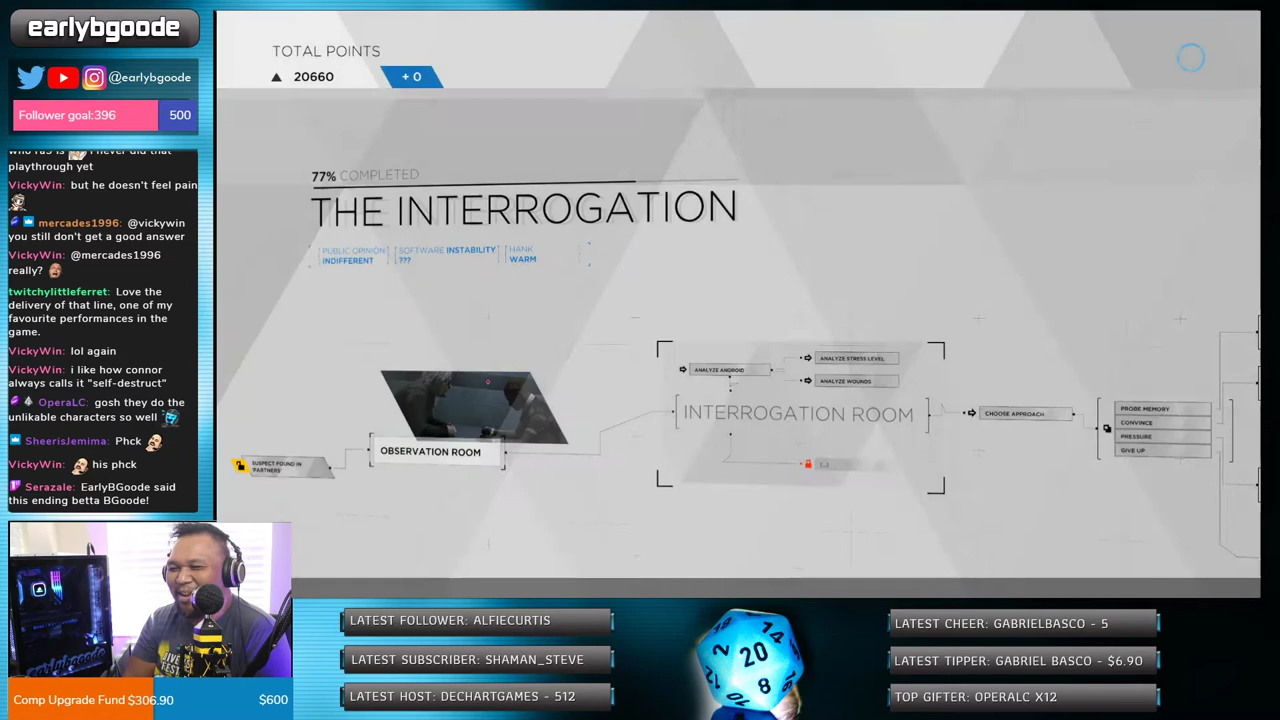 earlybgoode
@earlybgoode
Follower goal:396
500
playthrough yet
VickyWin: but he doesn't feel pain
mercades1996: @vickywin
you still don't get a good answer
VickyWin: @mercades1996
really?
twitchylittleferret: Love the
delivery of that line, one of my
favourite performances in the
game.
VickyWin: lol again
VickyWin: i like how connor
always calls it "self-destruct"
OperaLC: gosh they do the
unlikable characters so well
SheerisJemima: Phck
VickyWin: his phck
Serazale: EarlyBGoode said
this ending betta BGoode!
TOTAL POINTS
20660
+ 0
77% COMPLETED
THE INTERROGATION
PUBLIC OPINION
INDIFFERENT
SOFTWARE INSTABILITY
???
HANK
WARM
SUSPECT FOUND IN
'PARTNERS'
OBSERVATION ROOM
ANALYZE ANDROID
ANALYZE STRESS LEVEL
ANALYZE WOUNDS
INTERROGATION ROOM
CHOOSE APPROACH
PROBE MEMORY
CONVINCE
PRESSURE
GIVE UP
earlybgoode
Comp Upgrade Fund $306.90
$600
LATEST FOLLOWER: ALFIECURTIS
LATEST SUBSCRIBER: SHAMAN_STEVE
LATEST HOST: DECHARTGAMES - 512
20
14
2
8
LATEST CHEER: GABRIELBASCO - 5
LATEST TIPPER: GABRIEL BASCO - $6.90
TOP GIFTER: OPERALC X12